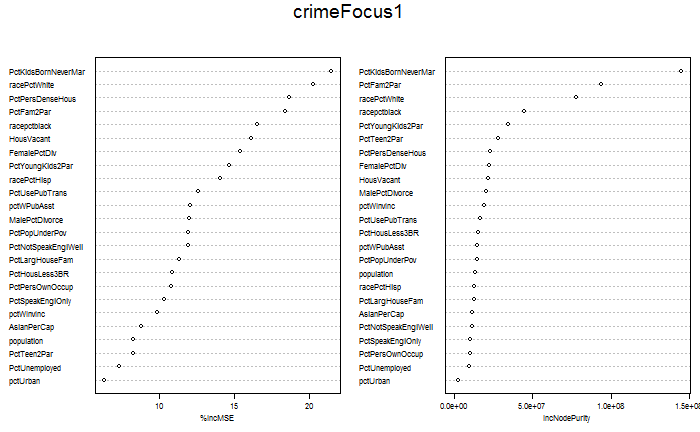 crimeFocus1
PctKidsBornNeverMar
racePctWhite
PctPersDenseHous
PctFam2Par
racepctblack
HousVacant
FemalePctDiv
PctYoungKids2Par
racePctHisp
PctUsePubTrans
pctWPubAsst
MalePctDivorce
PctPopUnderPov
PctNotSpeakEnglWell
PctLargHouseFam
PctHousLess3BR
PctPersOwnOccup
PctSpeakEnglOnly
pctWInvInc
AsianPerCap
population
PctTeen2Par
PctUnemployed
pctUrban
10 15 20
%IncMSE
PctKidsBornNeverMar
PctFam2Par
racePctWhite
racepctblack
PctYoungKids2Par
PctTeen2Par
PctPersDenseHous
FemalePctDiv
HousVacant
MalePctDivorce
pctWInvInc
PctUsePubTrans
PctHousLess3BR
pctWPubAsst
PctPopUnderPov
population
racePctHisp
PctLargHouseFam
AsianPerCap
PctNotSpeakEnglWell
PctSpeakEnglOnly
PctPersOwnOccup
PctUnemployed
pctUrban
0.0e+00 5.0e+07 1.0e+08 1.5e+08
IncNodePurity